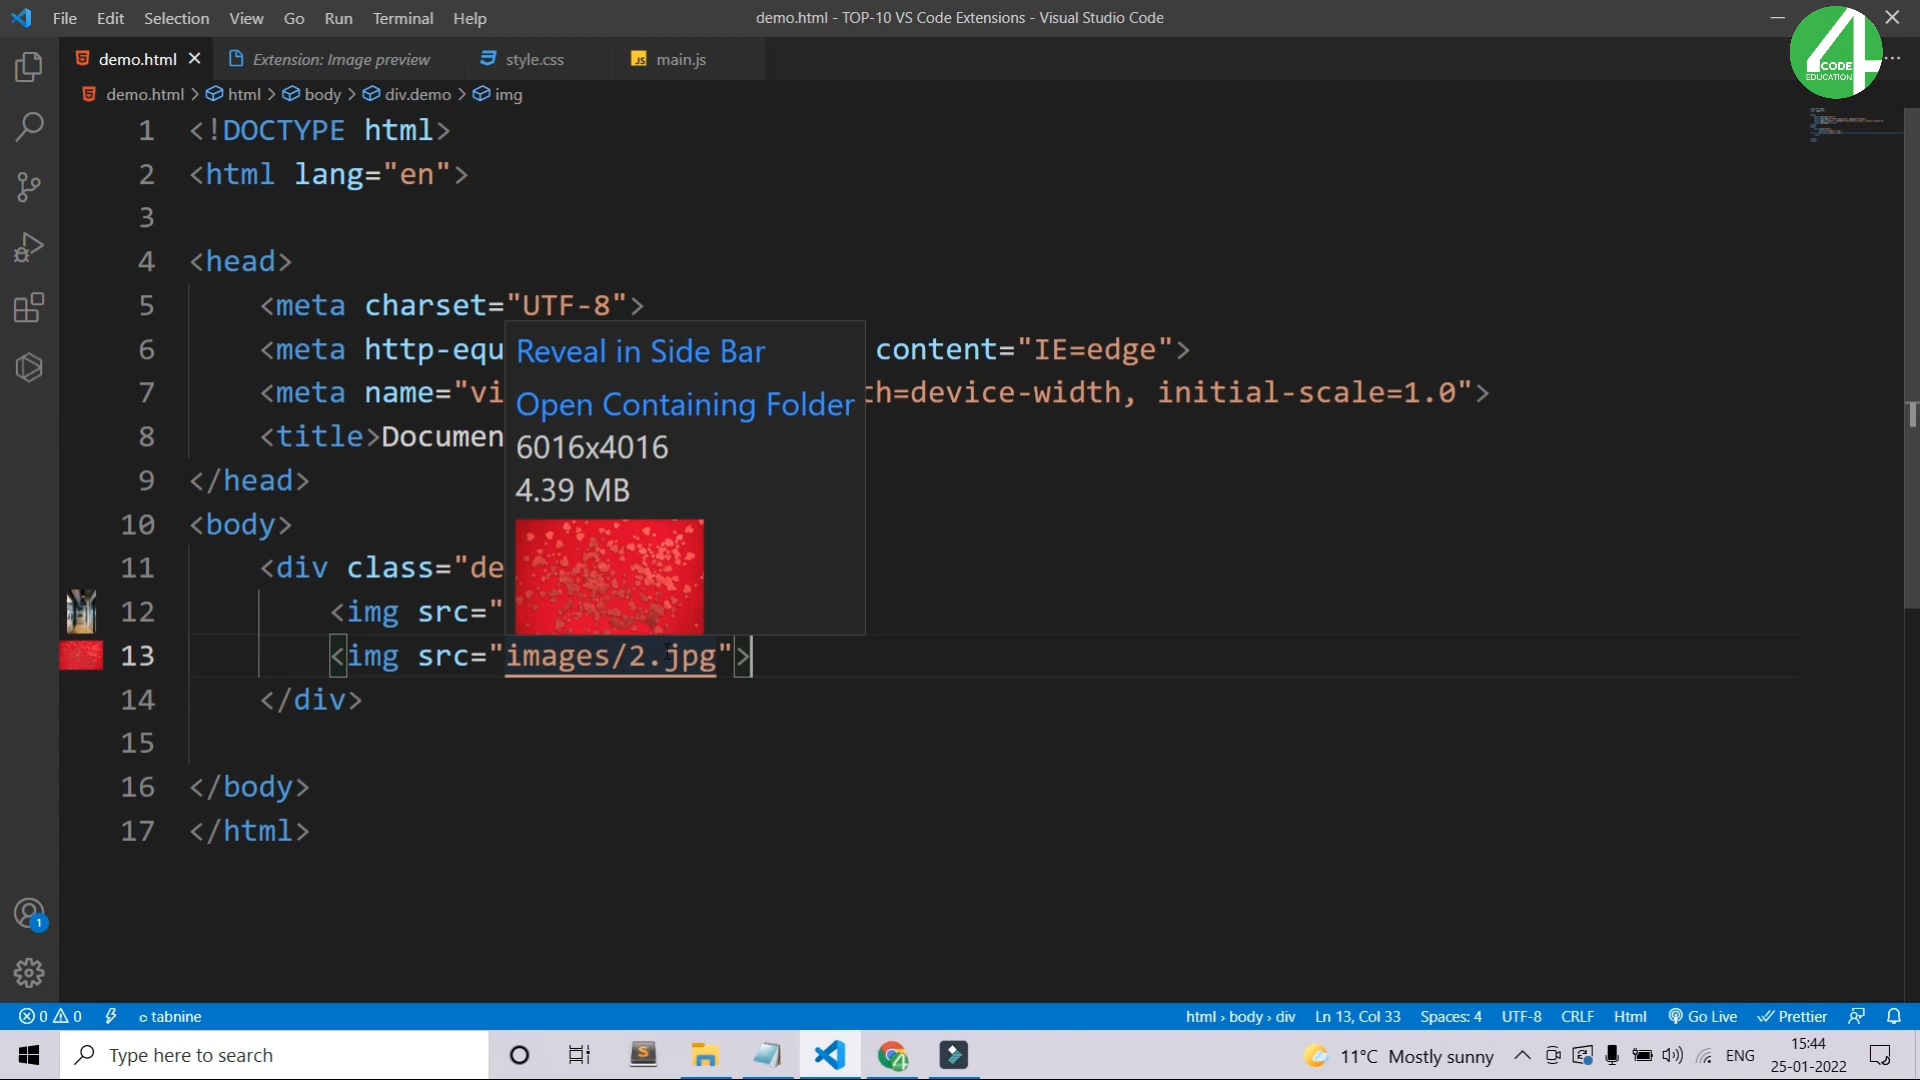 File Edit Selection View Go Run Terminal Help
demo.html - TOP-10 VS Code Extensions - Visual Studio Code
4 CODE EDUCATION
demo.html Extension: Image preview style.css JS main.js
demo.html > html > body > div.demo > img
1 <!DOCTYPE html>
2 <html lang="en">
3
4 <head>
5 <meta charset="UTF-8">
6 <meta http-equ content="IE=edge">
7 <meta name="vi th=device-width, initial-scale=1.0">
8 <title>Documen
9 </head>
10 <body>
11 <div class="de
12 <img src="
13 <img src="images/2.jpg">
14 </div>
15
16 </body>
17 </html>
Reveal in Side Bar
Open Containing Folder
6016x4016
4.39 MB
1
0 0 tabnine
html › body › div Ln 13, Col 33 Spaces: 4 UTF-8 CRLF Html Go Live Prettier
Type here to search
S
4
11°C Mostly sunny ENG
15:44
25-01-2022